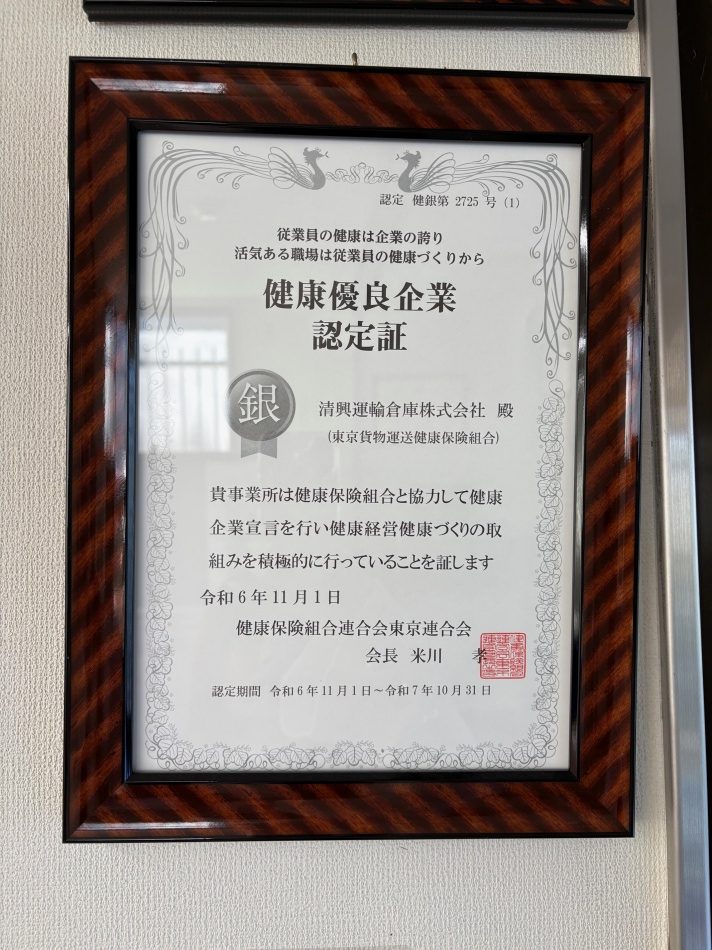 認定 健銀第 2725 号 (1)
従業員の健康は企業の誇り
活気ある職場は従業員の健康づくりから
健康優良企業
認定証
銀
清興運輸倉庫株式会社 殿
(東京貨物運送健康保険組合)
貴事業所は健康保険組合と協力して健康
企業宣言を行い健康経営健康づくりの取
組みを積極的に行っていることを証します
令和6年11月1日
健康保険組合連合会東京連合会
会長 米川 孝
認定期間 令和6年11月1日～令和7年10月31日